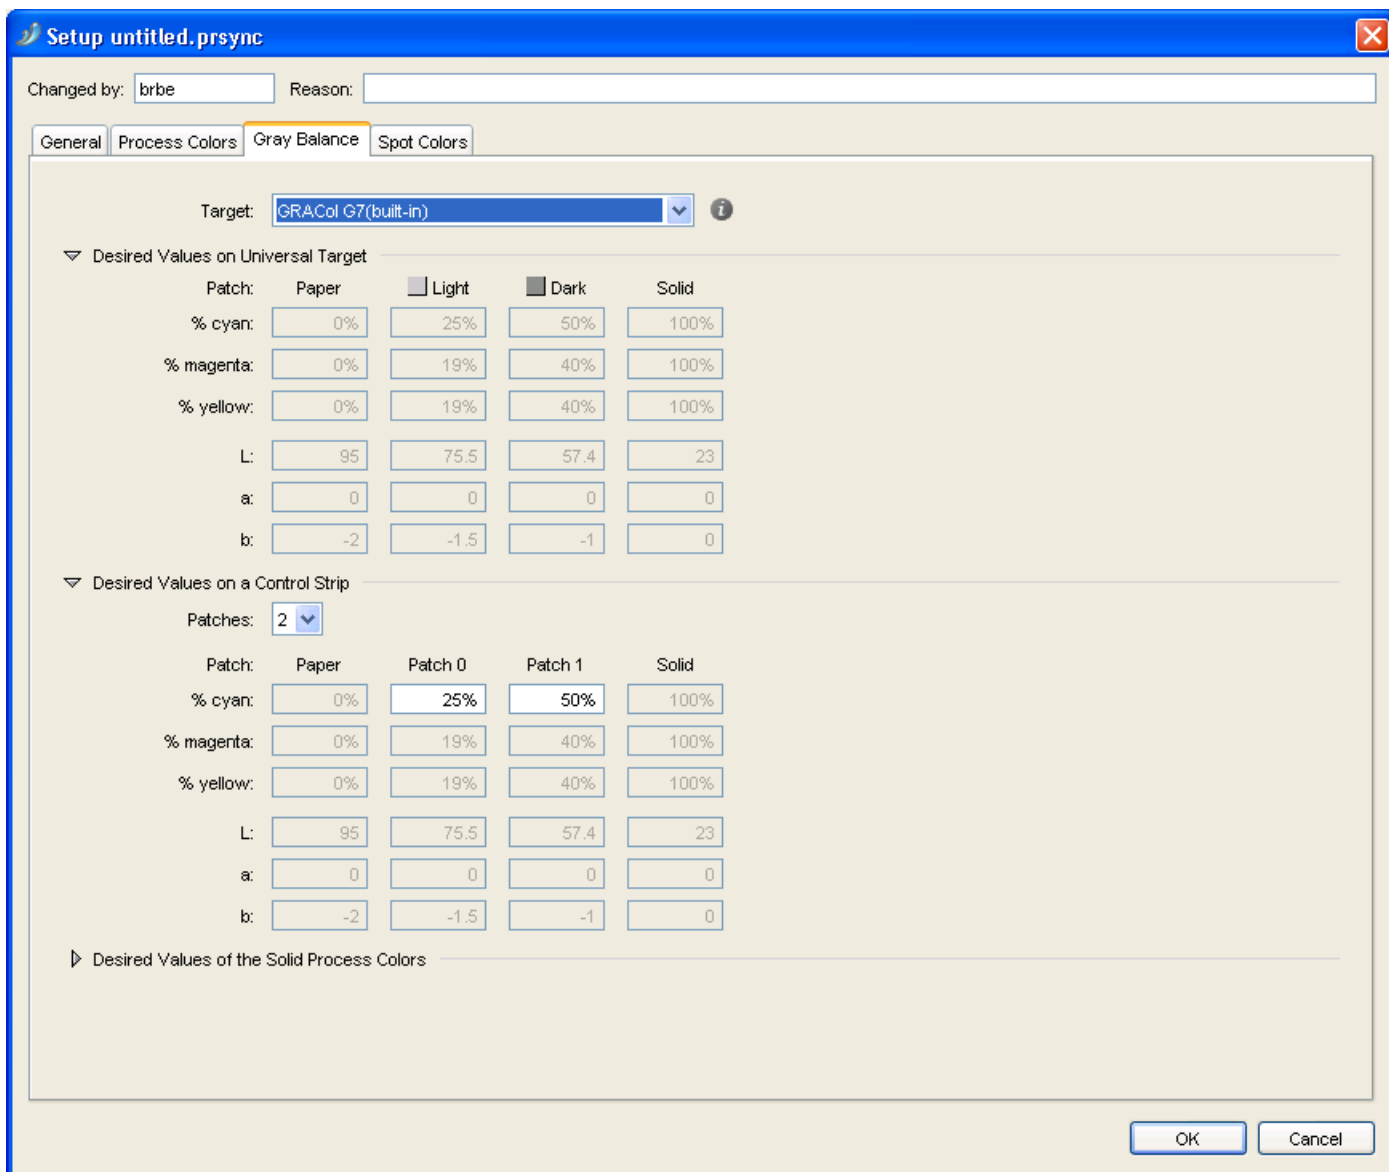 Setup untitled.prsync
Changed by: brbe Reason:
General Process Colors Gray Balance Spot Colors
Target: GRACol G7(built-in) i
Desired Values on Universal Target
Patch: Paper Light Dark Solid
% cyan: 0% 25% 50% 100%
% magenta: 0% 19% 40% 100%
% yellow: 0% 19% 40% 100%
L: 95 75.5 57.4 23
a: 0 0 0 0
b: -2 -1.5 -1 0
Desired Values on a Control Strip
Patches: 2
Patch: Paper Patch 0 Patch 1 Solid
% cyan: 0% 25% 50% 100%
% magenta: 0% 19% 40% 100%
% yellow: 0% 19% 40% 100%
L: 95 75.5 57.4 23
a: 0 0 0 0
b: -2 -1.5 -1 0
Desired Values of the Solid Process Colors
OK Cancel